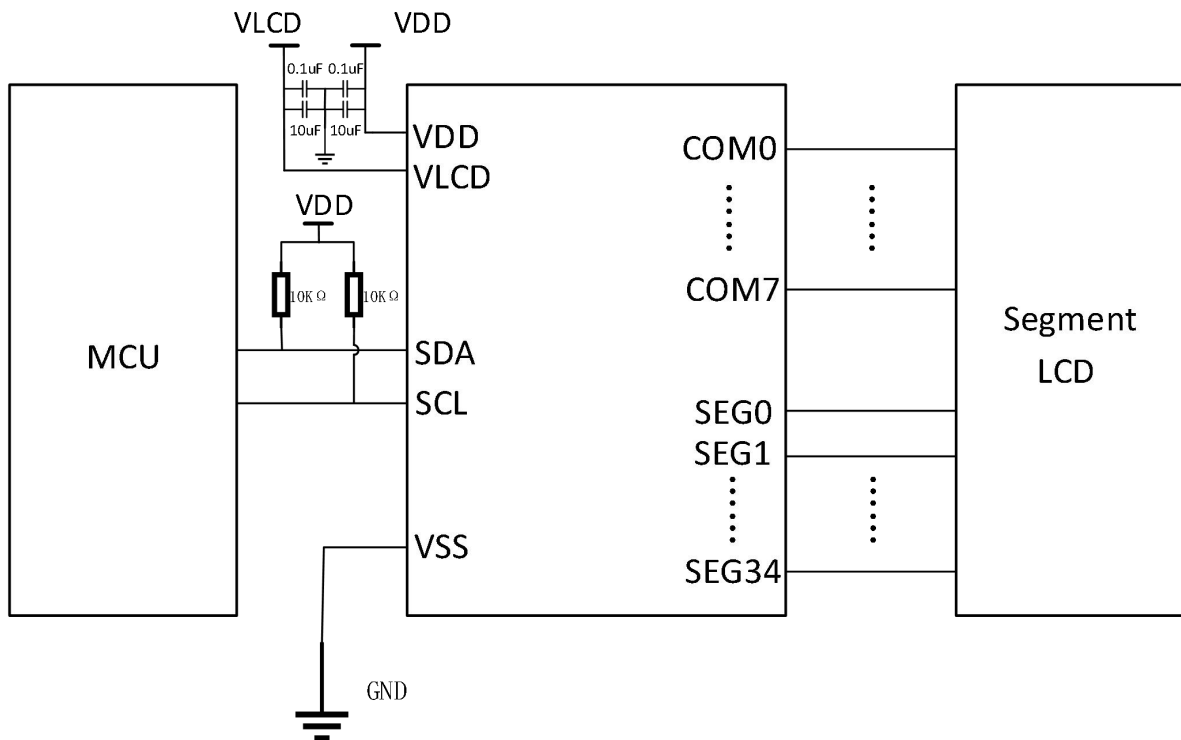 VLCD VDD
0.1uF 0.1uF
10uF 10uF
VDD
VLCD
VDD
10KΩ 10KΩ
MCU
SDA
SCL
VSS
GND
COM0
COM7
SEG0
SEG1
SEG34
Segment
LCD